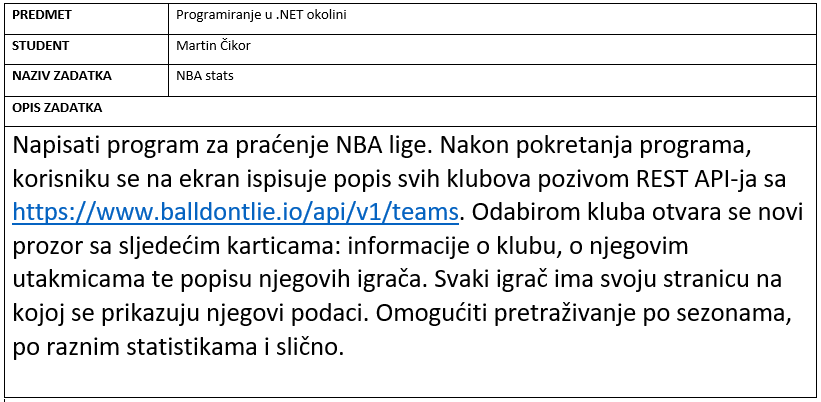 PREDMET Programiranje u .NET okolini
STUDENT Martin Čikor
NAZIV ZADATKA NBA stats
OPIS ZADATKA
Napisati program za praćenje NBA lige. Nakon pokretanja programa,
korisniku se na ekran ispisuje popis svih klubova pozivom REST API-ja sa
https://www.balldontlie.io/api/v1/teams. Odabirom kluba otvara se novi
prozor sa sljedećim karticama: informacije o klubu, o njegovim
utakmicama te popisu njegovih igrača. Svaki igrač ima svoju stranicu na
kojoj se prikazuju njegovi podaci. Omogućiti pretraživanje po sezonama,
po raznim statistikama i slično.